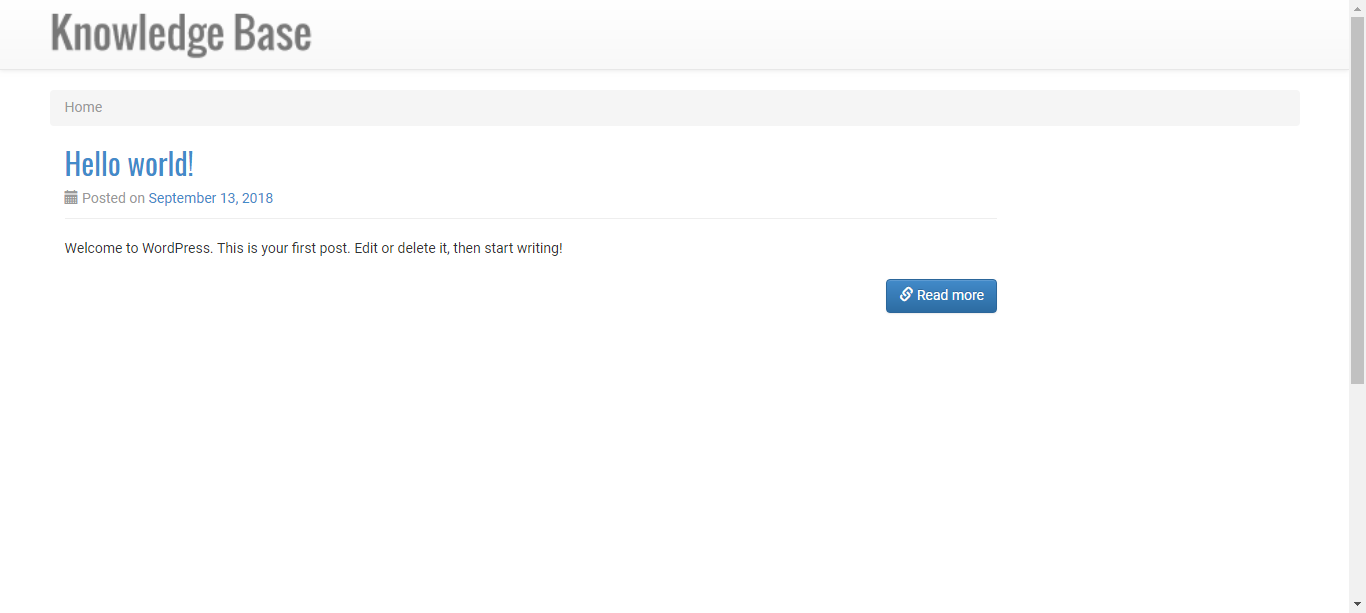 Knowledge Base
Home
Hello world!
Posted on September 13, 2018
Welcome to WordPress. This is your first post. Edit or delete it, then start writing!
Read more